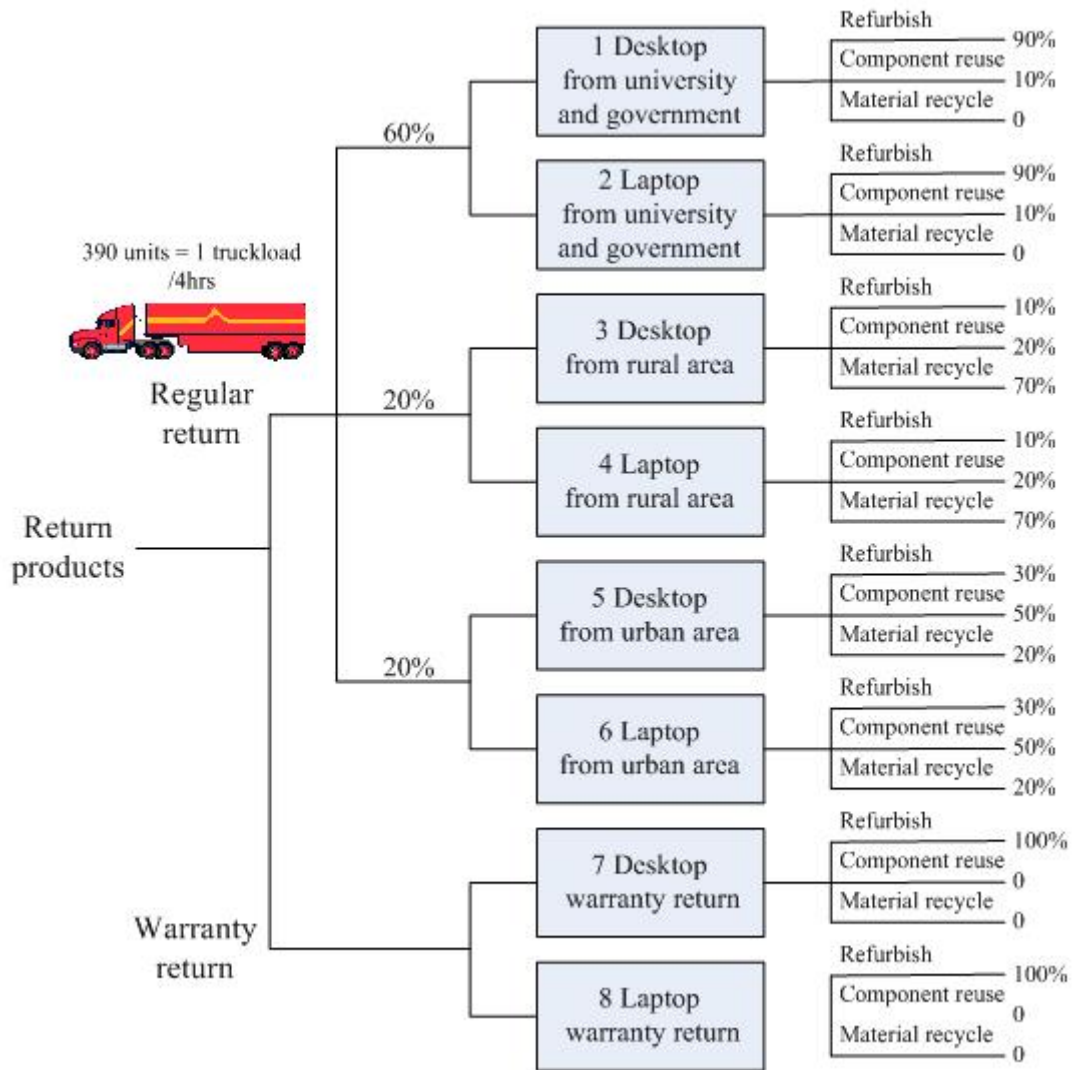 390 units = 1 truckload
/4hrs
Regular
return
Return
products
Warranty
return
60%
20%
20%
1 Desktop
from university
and government
Refurbish
90%
Component reuse
10%
Material recycle
0
2 Laptop
from university
and government
Refurbish
90%
Component reuse
10%
Material recycle
0
3 Desktop
from rural area
Refurbish
10%
Component reuse
20%
Material recycle
70%
4 Laptop
from rural area
Refurbish
10%
Component reuse
20%
Material recycle
70%
5 Desktop
from urban area
Refurbish
30%
Component reuse
50%
Material recycle
20%
6 Laptop
from urban area
Refurbish
30%
Component reuse
50%
Material recycle
20%
7 Desktop
warranty return
Refurbish
100%
Component reuse
0
Material recycle
0
8 Laptop
warranty return
Refurbish
100%
Component reuse
0
Material recycle
0